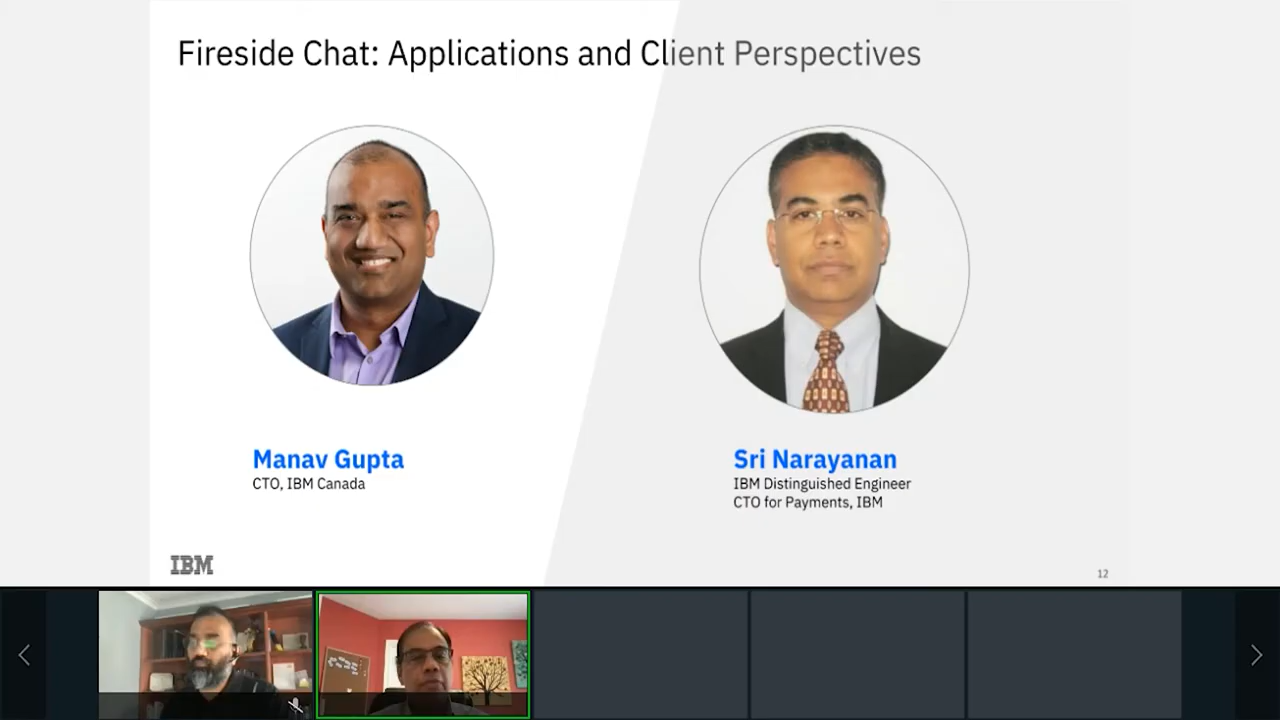 Fireside Chat: Applications and Client Perspectives
Manav Gupta
CTO, IBM Canada
Sri Narayanan
IBM Distinguished Engineer
CTO for Payments, IBM
IBM
12